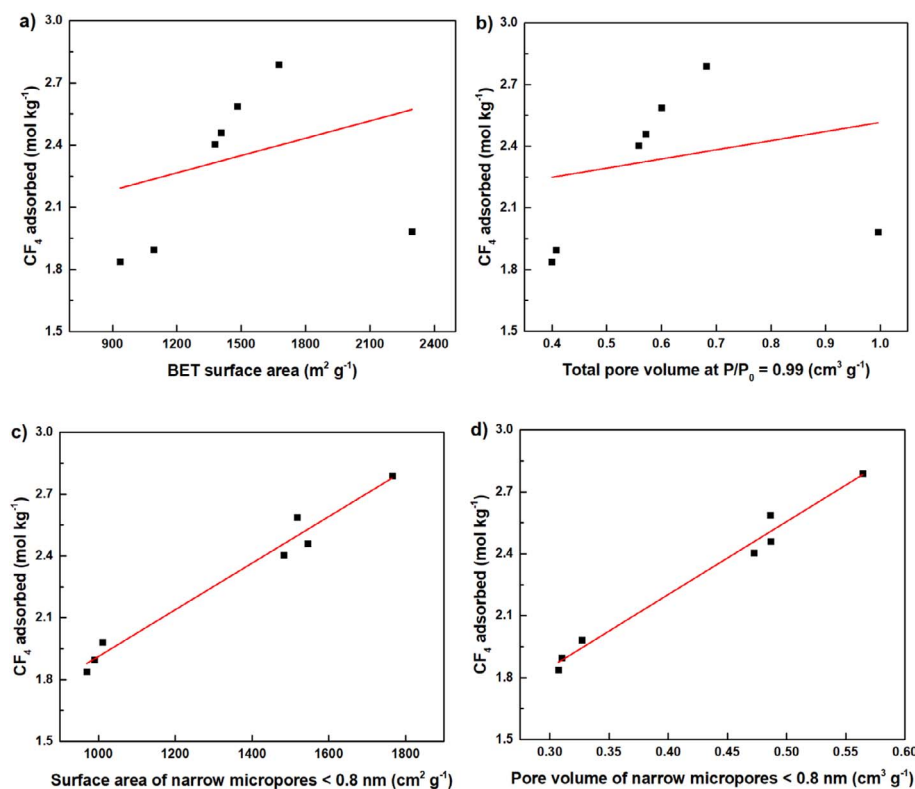 a)
CF₄ adsorbed (mol kg⁻¹)
3.0
2.7
2.4
2.1
1.8
1.5
900 1200 1500 1800 2100 2400
BET surface area (m² g⁻¹)
b)
CF₄ adsorbed (mol kg⁻¹)
3.0
2.7
2.4
2.1
1.8
1.5
0.4 0.5 0.6 0.7 0.8 0.9 1.0
Total pore volume at P/P₀ = 0.99 (cm³ g⁻¹)
c)
CF₄ adsorbed (mol kg⁻¹)
3.0
2.7
2.4
2.1
1.8
1.5
1000 1200 1400 1600 1800
Surface area of narrow micropores < 0.8 nm (cm² g⁻¹)
d)
CF₄ adsorbed (mol kg⁻¹)
3.0
2.7
2.4
2.1
1.8
1.5
0.30 0.35 0.40 0.45 0.50 0.55 0.60
Pore volume of narrow micropores < 0.8 nm (cm³ g⁻¹)